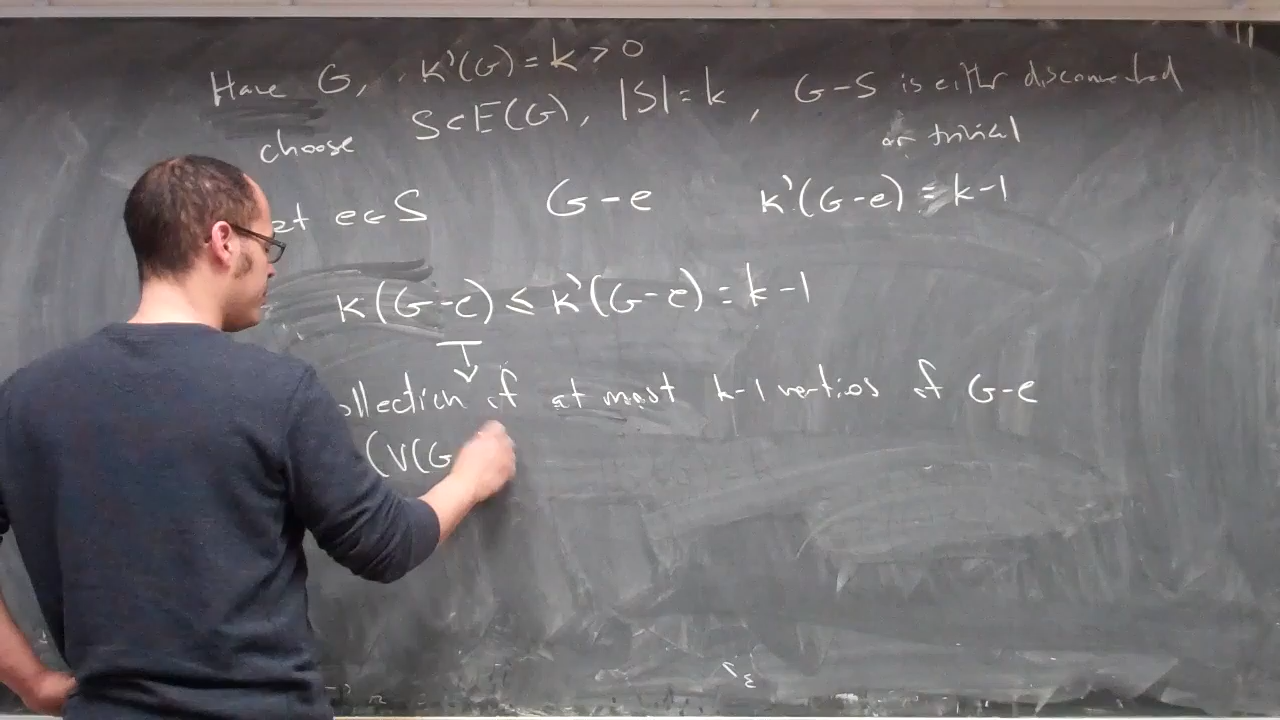 Have G, K'(G) = k > 0
choose S⊂E(G), |S| = k, G-S is either disconnected
or trivial
et e∈S G-e K'(G-e) = k-1
K(G-e) ≤ K'(G-e) = k-1
ollection of at most k-1 vertices of G-e
(V(G